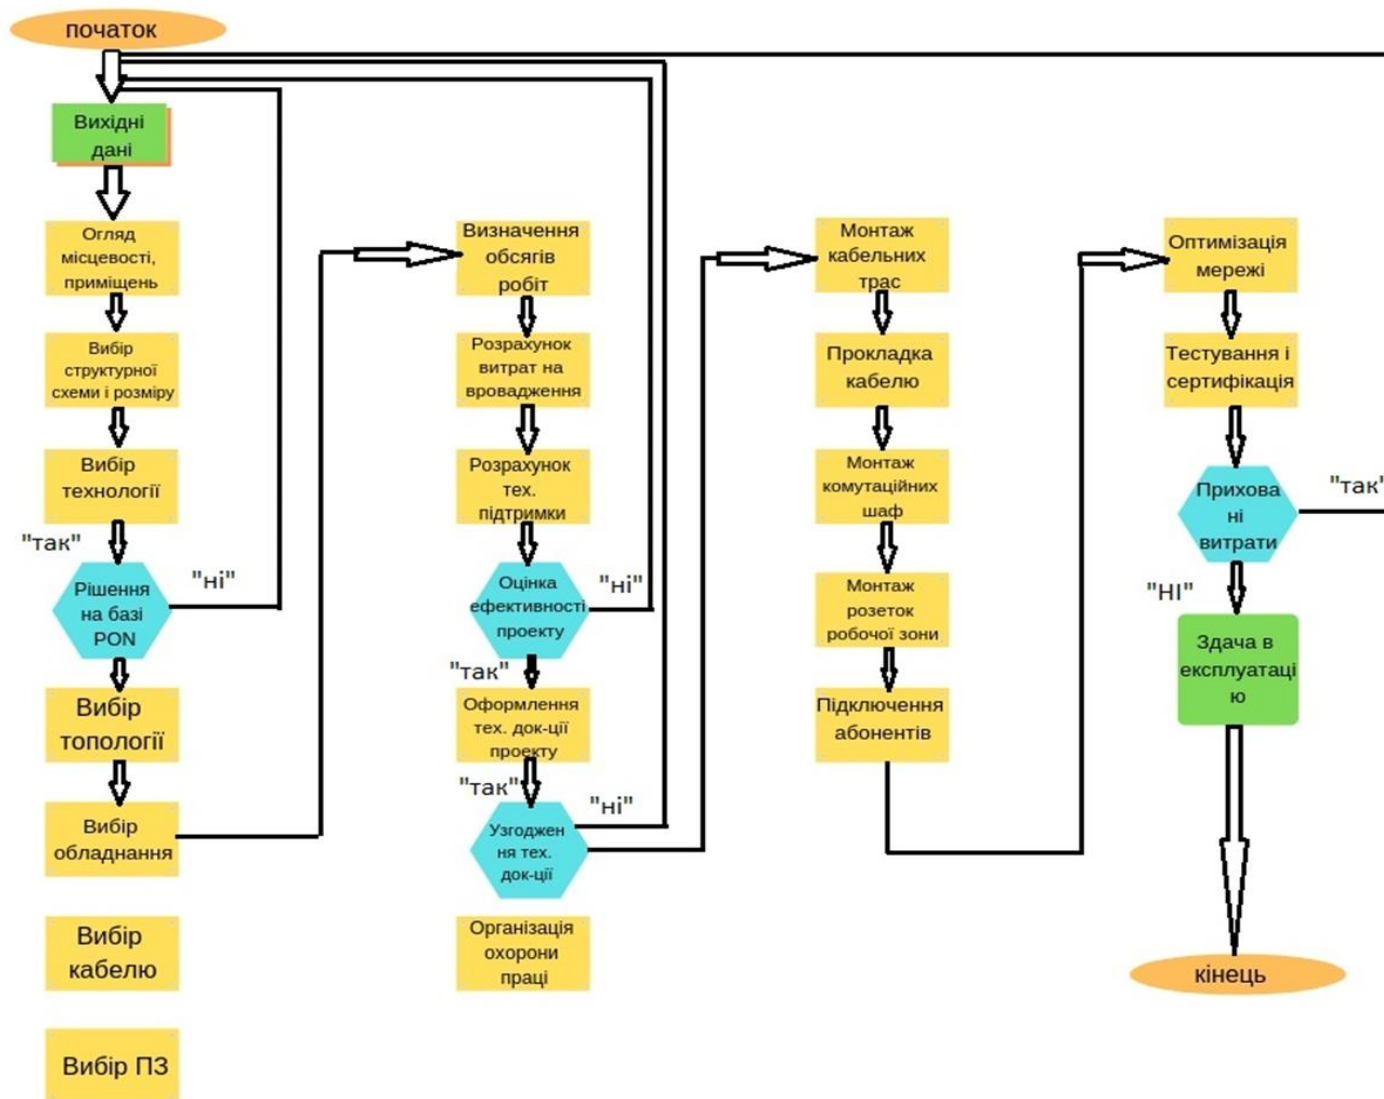 початок
Вихідні
дані
Огляд
місцевості,
приміщень
Вибір
структурної
схеми і розміру
Вибір
технології
"так"
Рішення
на базі
PON
"ні"
Вибір
топології
Вибір
обладнання
Вибір
кабелю
Вибір ПЗ
Визначення
обсягів
робіт
Розрахунок
витрат на
вровадження
Розрахунок
тех.
підтримки
Оцінка
ефективності
проекту
"ні"
"так"
Оформлення
тех. док-ції
проекту
"так"
"ні"
Узгоджен
ня тех.
док-ції
Організація
охорони
праці
Монтаж
кабельних
трас
Прокладка
кабелю
Монтаж
комутаційних
шаф
Монтаж
розеток
робочої зони
Підключення
абонентів
Оптимізація
мережі
Тестування і
сертифікація
Прихова
ні
витрати
"так"
"НІ"
Здача в
експлуатаці
ю
кінець